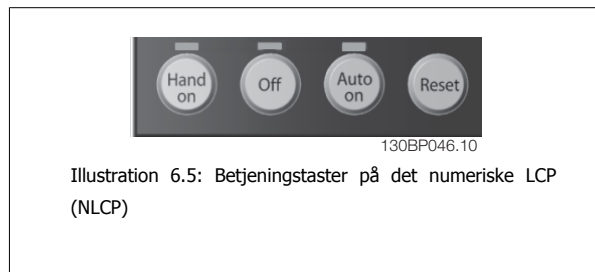 Hand on
Off
Auto on
Reset
130BP046.10
Illustration 6.5: Betjeningstaster på det numeriske LCP
(NLCP)